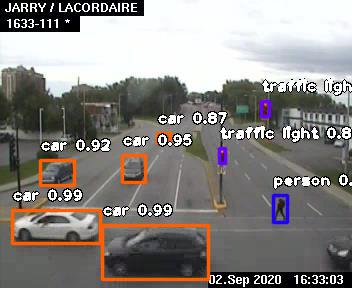 JARRY / LACORDAIRE
1633-111 *
traffic ligh
car 0.87
traffic light 0.8
car 0.92
car 0.95
person 0.
car 0.99
car 0.99
02.Sep 2020 16:33:03